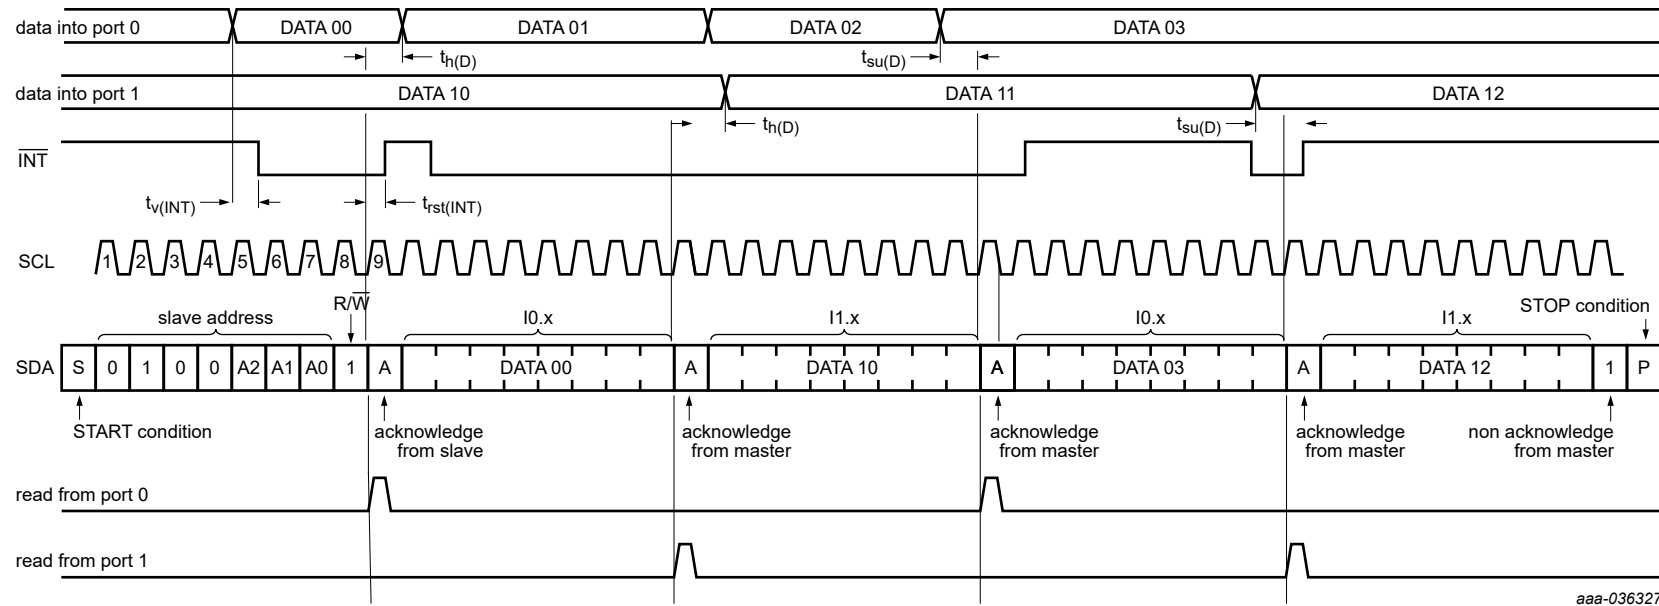 data into port 0 DATA 00 DATA 01 DATA 02 DATA 03
th(D) tsu(D)
data into port 1 DATA 10 DATA 11 DATA 12
th(D) tsu(D)
INT
tv(INT) trst(INT)
SCL 1 2 3 4 5 6 7 8 9
R/W
slave address I0.x I1.x I0.x I1.x STOP condition
SDA S 0 1 0 0 A2 A1 A0 1 A DATA 00 A DATA 10 A DATA 03 A DATA 12 1 P
START condition
acknowledge
from slave
acknowledge
from master
acknowledge
from master
acknowledge
from master
non acknowledge
from master
read from port 0
read from port 1
aaa-036327